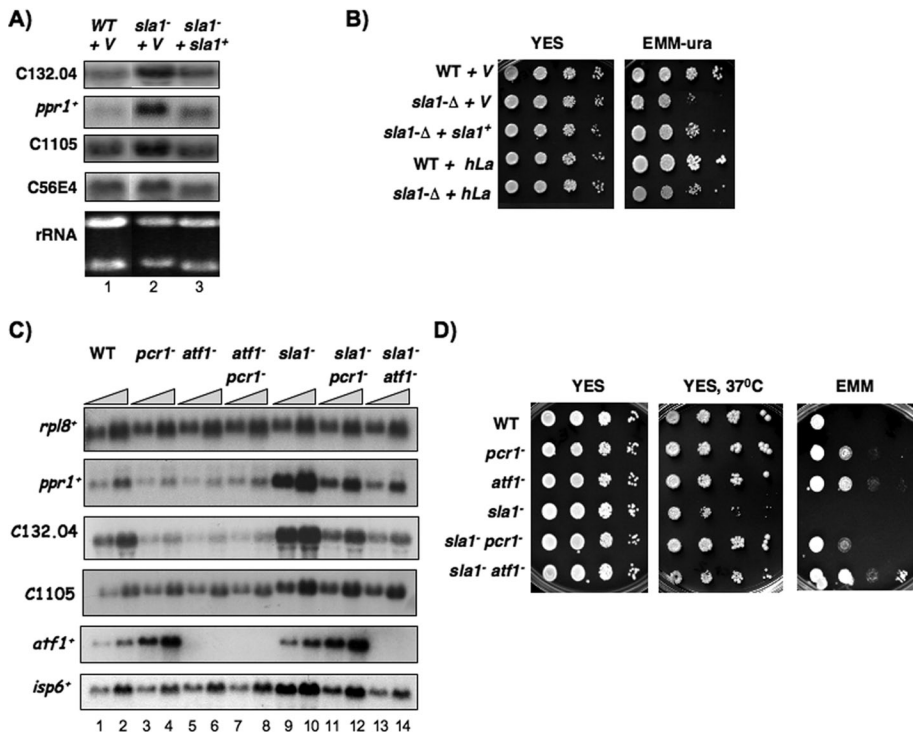 A)
WT sla1- sla1-
+ V + V + sla1+
C132.04
ppr1+
C1105
C56E4
rRNA
1 2 3
B)
YES EMM-ura
WT + V
sla1-Δ + V
sla1-Δ + sla1+
WT + hLa
sla1-Δ + hLa
C)
WT pcr1- atf1- atf1- sla1- sla1- sla1-
pcr1- pcr1- atf1-
rpl8+
ppr1+
C132.04
C1105
atf1+
isp6+
1 2 3 4 5 6 7 8 9 10 11 12 13 14
D)
YES YES, 37⁰C EMM
WT
pcr1-
atf1-
sla1-
sla1- pcr1-
sla1- atf1-